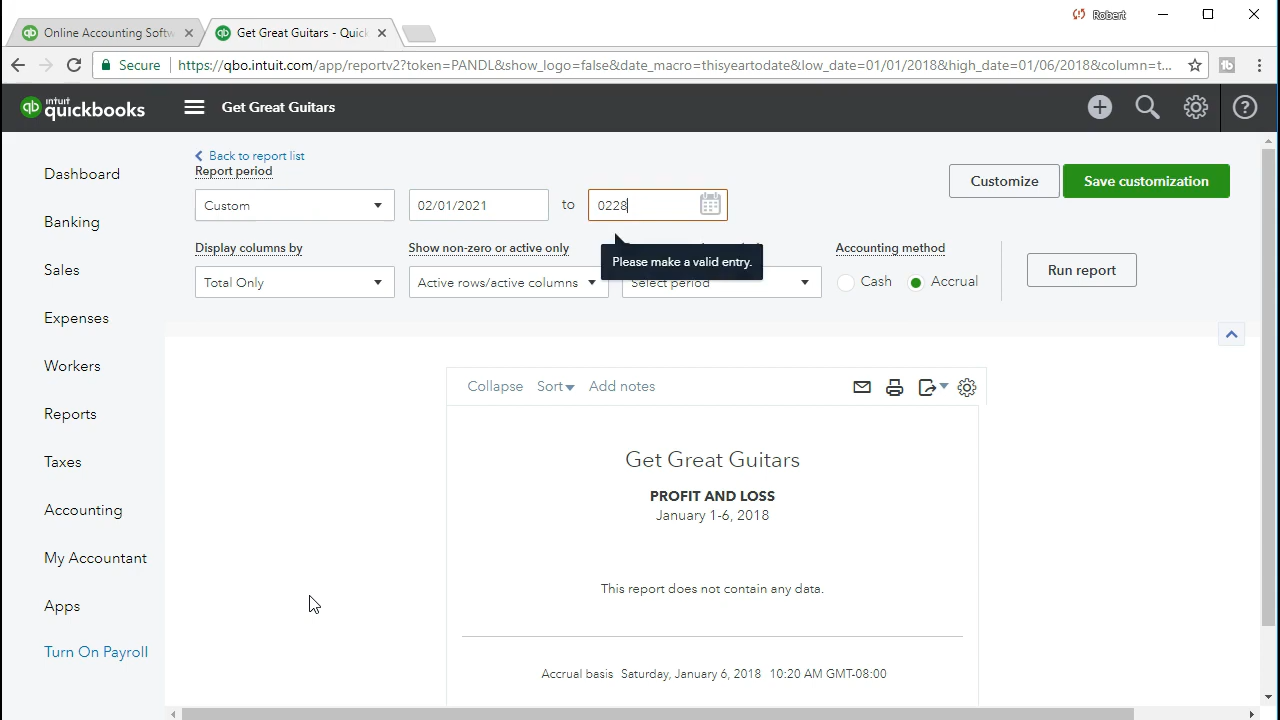 Online Accounting Softw
Get Great Guitars - Quick
Robert
Secure
https://qbo.intuit.com/app/reportv2?token=PANDL&show_logo=false&date_macro=thisyeartodate&low_date=01/01/2018&high_date=01/06/2018&column=t...
intuit
quickbooks
Get Great Guitars
Dashboard
Banking
Sales
Expenses
Workers
Reports
Taxes
Accounting
My Accountant
Apps
Turn On Payroll
Back to report list
Report period
Custom
02/01/2021
to
0228
Please make a valid entry.
Customize
Save customization
Display columns by
Total Only
Show non-zero or active only
Active rows/active columns
Select period
Accounting method
Cash
Accrual
Run report
Collapse
Sort
Add notes
Get Great Guitars
PROFIT AND LOSS
January 1-6, 2018
This report does not contain any data.
Accrual basis Saturday, January 6, 2018 10:20 AM GMT-08:00